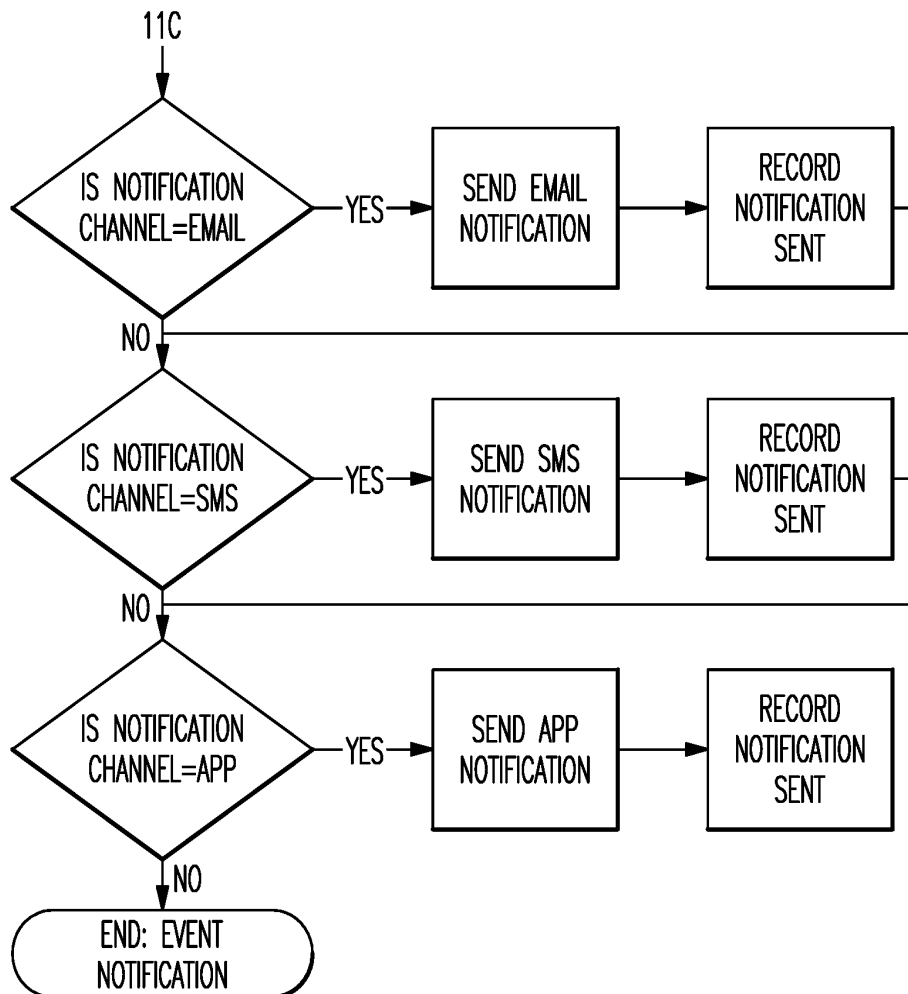 11C
IS NOTIFICATION
CHANNEL=EMAIL
YES
SEND EMAIL
NOTIFICATION
RECORD
NOTIFICATION
SENT
NO
IS NOTIFICATION
CHANNEL=SMS
YES
SEND SMS
NOTIFICATION
RECORD
NOTIFICATION
SENT
NO
IS NOTIFICATION
CHANNEL=APP
YES
SEND APP
NOTIFICATION
RECORD
NOTIFICATION
SENT
NO
END: EVENT
NOTIFICATION